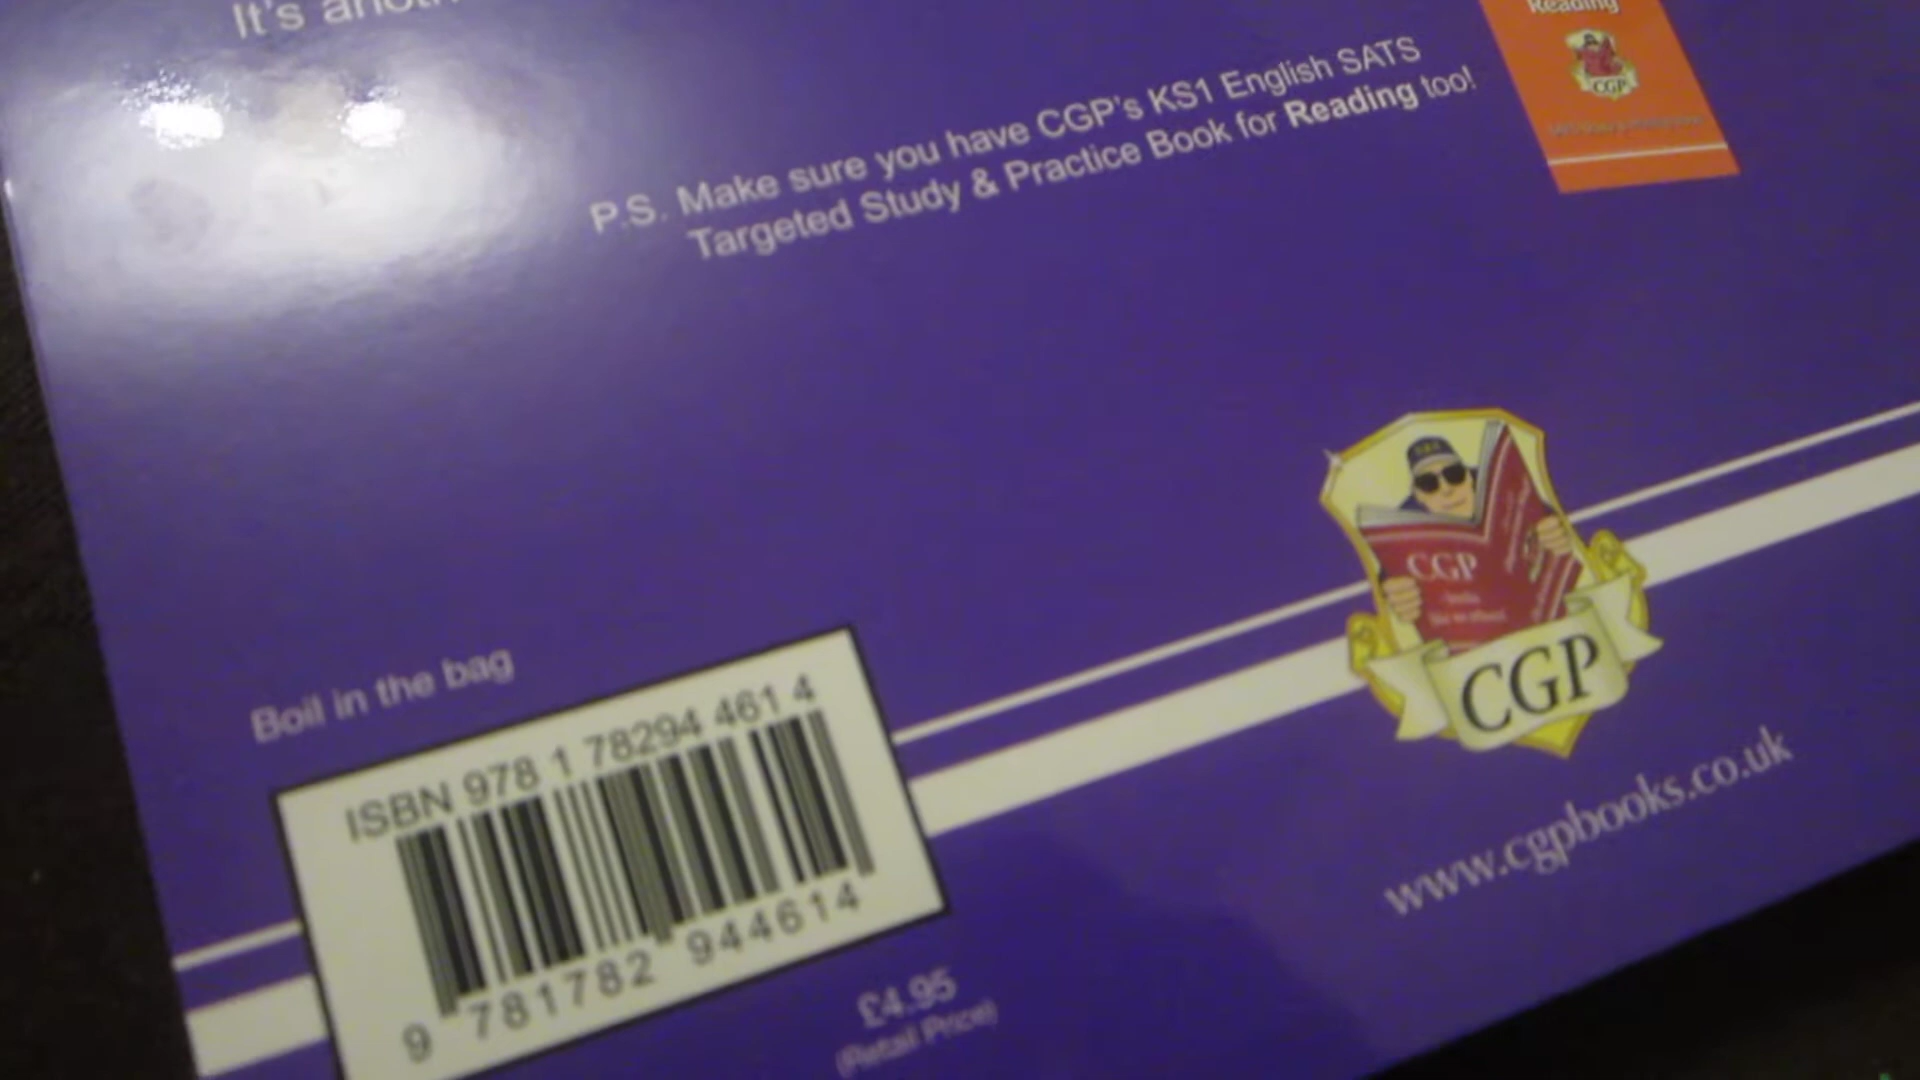 It's
Reading
CGP
P.S. Make sure you have CGP's KS1 English SATS
Targeted Study & Practice Book for Reading too!
CGP
CGP
Boil in the bag
ISBN 978 1 78294 461 4
9 781782 944614
£4.95
(Retail Price)
www.cgpbooks.co.uk